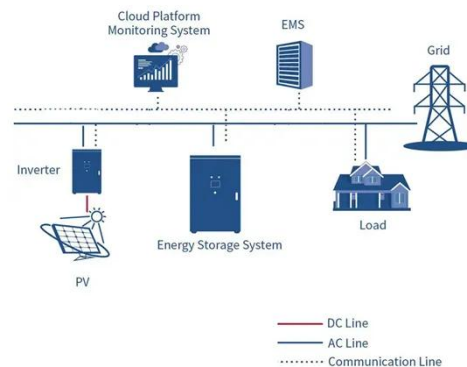 Cloud Platform
Monitoring System
EMS
Grid
Inverter
Energy Storage System
Load
PV
DC Line
AC Line
Communication Line